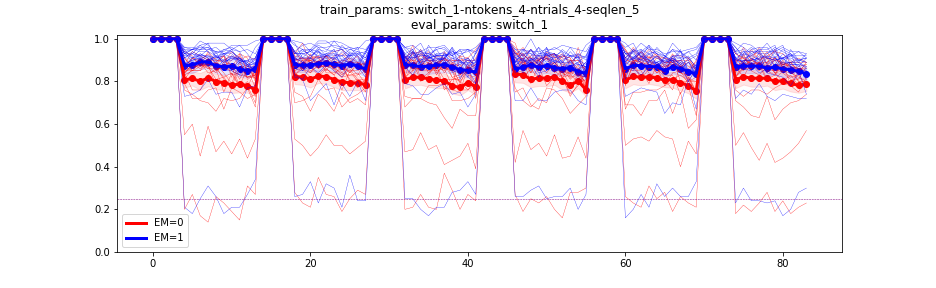 train_params: switch_1-ntokens_4-ntrials_4-seqlen_5
eval_params: switch_1
1.0
0.8
0.6
0.4
0.2
0.0
EM=0
EM=1
0
20
40
60
80